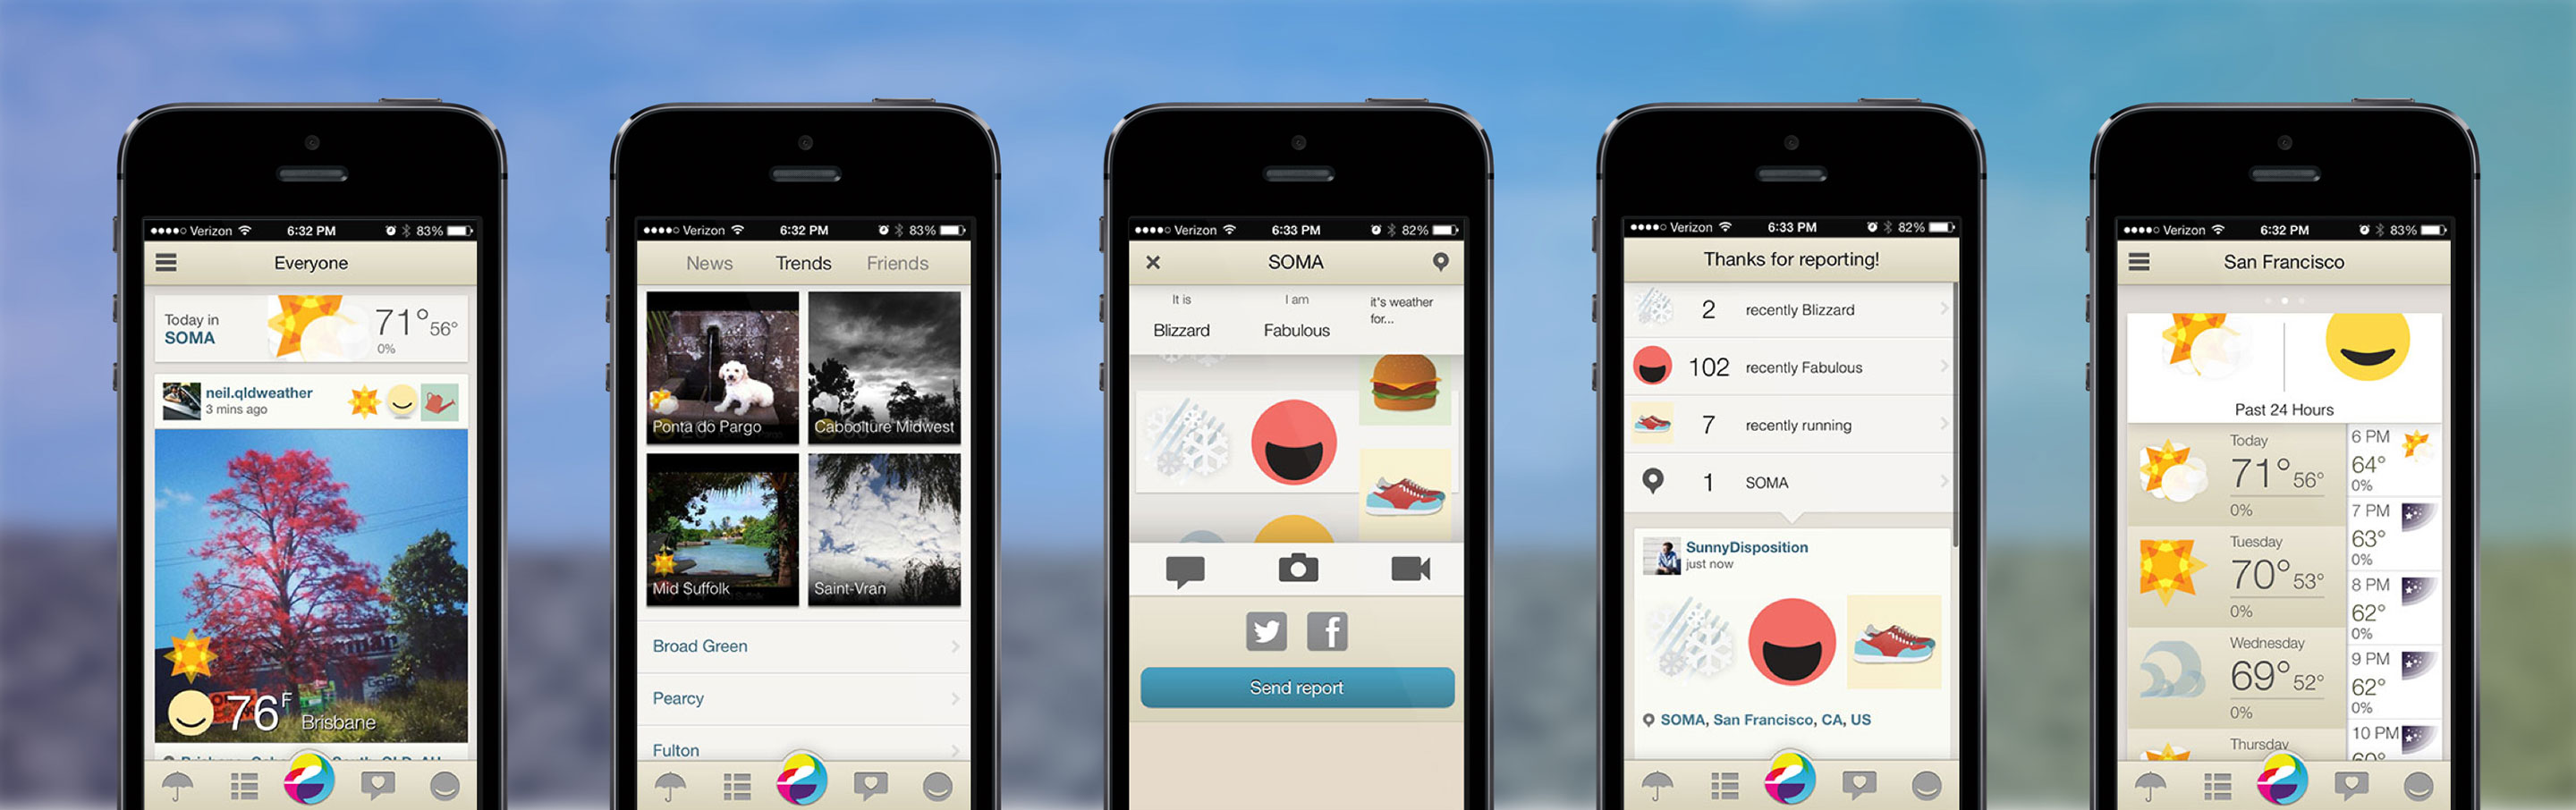 Verizon 6:32 PM 83%
Everyone
Today in
SOMA
71° 56°
0%
neil.qldweather
3 mins ago
76F
Brisbane
Verizon 6:32 PM 83%
News Trends Friends
Ponta do Pargo
Caboolture Midwest
Mid Suffolk
Saint-Vran
Broad Green
Pearcy
Fulton
Verizon 6:33 PM 82%
SOMA
It is
Blizzard
I am
Fabulous
it's weather
for...
Send report
Verizon 6:33 PM 82%
Thanks for reporting!
2 recently Blizzard
102 recently Fabulous
7 recently running
1 SOMA
SunnyDisposition
just now
SOMA, San Francisco, CA, US
Verizon 6:32 PM 83%
San Francisco
Past 24 Hours
Today
71° 56°
0%
Tuesday
70° 53°
0%
Wednesday
69° 52°
0%
Thursday
6 PM
64°
0%
7 PM
63°
0%
8 PM
62°
0%
9 PM
62°
0%
10 PM